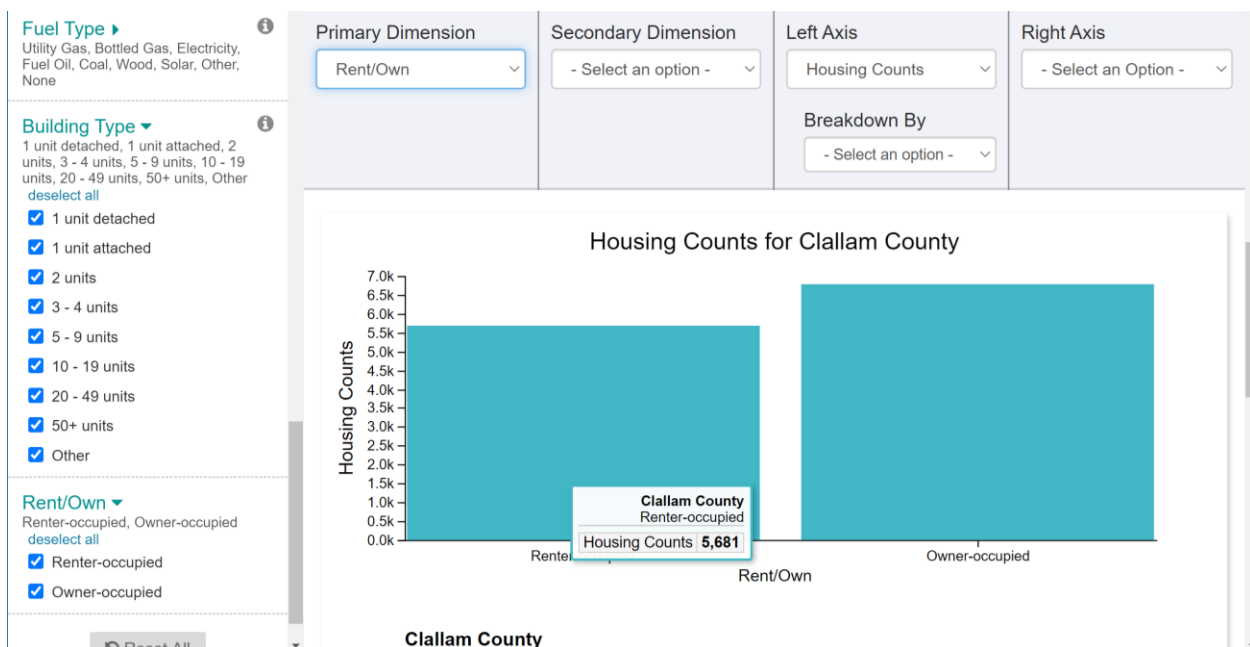 Fuel Type
Utility Gas, Bottled Gas, Electricity,
Fuel Oil, Coal, Wood, Solar, Other,
None
Building Type
1 unit detached, 1 unit attached, 2
units, 3 - 4 units, 5 - 9 units, 10 - 19
units, 20 - 49 units, 50+ units, Other
deselect all
1 unit detached
1 unit attached
2 units
3 - 4 units
5 - 9 units
10 - 19 units
20 - 49 units
50+ units
Other
Rent/Own
Renter-occupied, Owner-occupied
deselect all
Renter-occupied
Owner-occupied
Reset All
Primary Dimension
Rent/Own
Secondary Dimension
- Select an option -
Left Axis
Housing Counts
Breakdown By
- Select an option -
Right Axis
- Select an Option -
Housing Counts for Clallam County
Housing Counts
7.0k
6.5k
6.0k
5.5k
5.0k
4.5k
4.0k
3.5k
3.0k
2.5k
2.0k
1.5k
1.0k
0.5k
0.0k
Clallam County
Renter-occupied
Housing Counts 5,681
Owner-occupied
Rent/Own
Clallam County